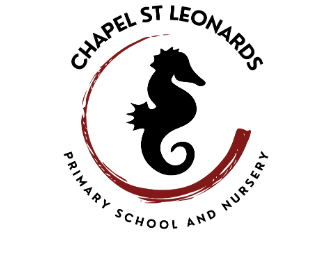 CHAPEL ST LEONARDS
PRIMARY SCHOOL AND NURSERY